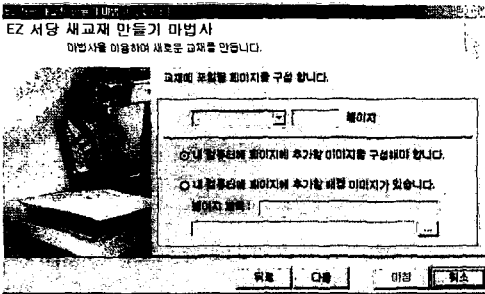 EZ 서당 새교재 만들기 마법사
마법사를 이용하여 새로운 교재를 만듭니다.
교재에 포함될 페이지를 구성 합니다.
페이지
내 컴퓨터에 페이지에 추가할 이미지를 구성해야 합니다.
내 컴퓨터에 페이지에 추가할 배경 이미지가 있습니다.
페이지 제목:
...
뒤로 다음 마침 취소